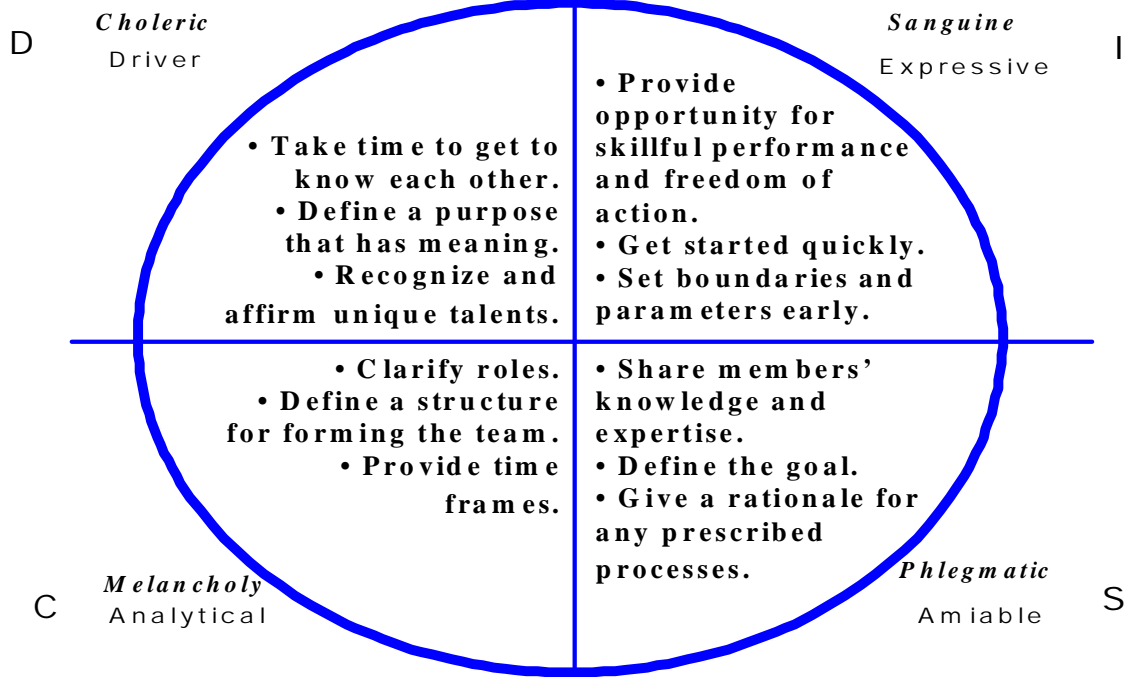 D
Choleric
Driver
• Take time to get to
know each other.
• Define a purpose
that has meaning.
• Recognize and
affirm unique talents.
Sanguine
Expressive
I
• Provide
opportunity for
skillful performance
and freedom of
action.
• Get started quickly.
• Set boundaries and
parameters early.
• Clarify roles.
• Define a structure
for forming the team.
• Provide time
frames.
Melancholy
Analytical
C
• Share members’
knowledge and
expertise.
• Define the goal.
• Give a rationale for
any prescribed
processes.
Phlegmatic
Amiable
S